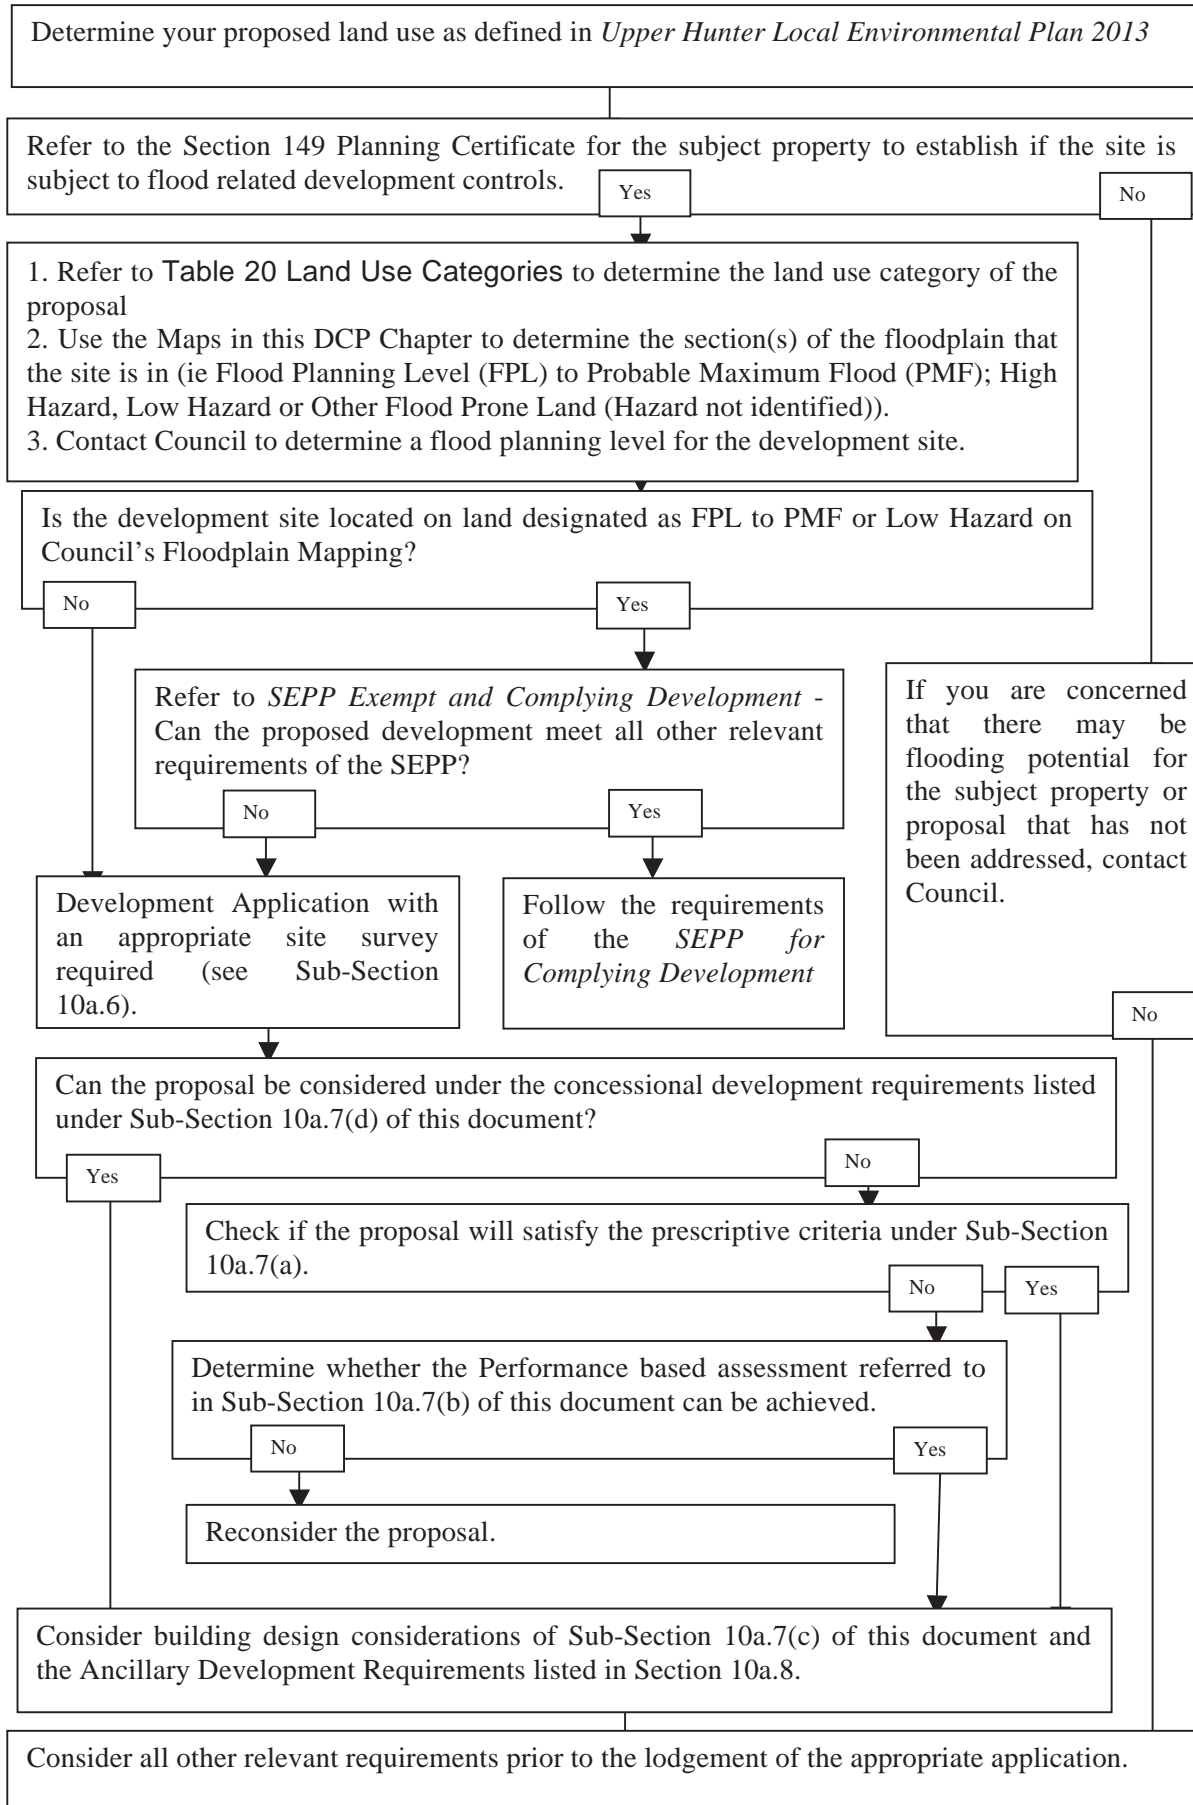 Determine your proposed land use as defined in Upper Hunter Local Environmental Plan 2013
Refer to the Section 149 Planning Certificate for the subject property to establish if the site is
subject to flood related development controls.
Yes
No
1. Refer to Table 20 Land Use Categories to determine the land use category of the
proposal
2. Use the Maps in this DCP Chapter to determine the section(s) of the floodplain that
the site is in (ie Flood Planning Level (FPL) to Probable Maximum Flood (PMF); High
Hazard, Low Hazard or Other Flood Prone Land (Hazard not identified)).
3. Contact Council to determine a flood planning level for the development site.
Is the development site located on land designated as FPL to PMF or Low Hazard on
Council's Floodplain Mapping?
No
Yes
Refer to SEPP Exempt and Complying Development -
Can the proposed development meet all other relevant
requirements of the SEPP?
No
Yes
If you are concerned
that there may be
flooding potential for
the subject property or
proposal that has not
been addressed, contact
Council.
No
Development Application with
an appropriate site survey
required (see Sub-Section
10a.6).
Follow the requirements
of the SEPP for
Complying Development
Can the proposal be considered under the concessional development requirements listed
under Sub-Section 10a.7(d) of this document?
Yes
No
Check if the proposal will satisfy the prescriptive criteria under Sub-Section
10a.7(a).
No
Yes
Determine whether the Performance based assessment referred to
in Sub-Section 10a.7(b) of this document can be achieved.
No
Yes
Reconsider the proposal.
Consider building design considerations of Sub-Section 10a.7(c) of this document and
the Ancillary Development Requirements listed in Section 10a.8.
Consider all other relevant requirements prior to the lodgement of the appropriate application.